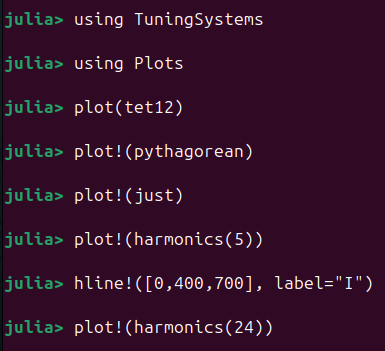 julia> using TuningSystems
julia> using Plots
julia> plot(tet12)
julia> plot!(pythagorean)
julia> plot!(just)
julia> plot!(harmonics(5))
julia> hline!([0,400,700], label="I")
julia> plot!(harmonics(24))